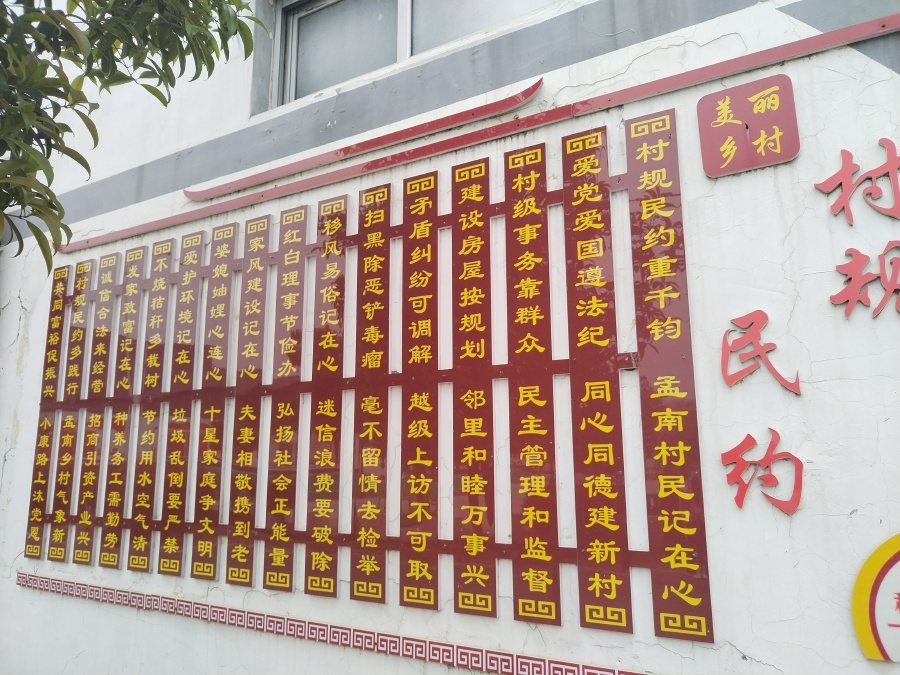 村规
民约
美丽
乡村
村规民约重千钧 孟南村民记在心
爱党爱国遵法纪 同心同德建新村
村级事务靠群众 民主管理和监督
建设房屋按规划 邻里和睦万事兴
矛盾纠纷可调解 越级上访不可取
扫黑除恶铲毒瘤 毫不留情去检举
移风易俗记在心 迷信浪费要破除
红白理事节俭办 弘扬社会正能量
家风建设记在心 夫妻相敬携到老
婆媳妯娌心连心 十星家庭争文明
爱护环境记在心 垃圾乱倒要严禁
不烧秸秆多栽树 节约用水空气清
发家致富记在心 种养务工需勤劳
诚信合法来经营 招商引资产业兴
村规民约多践行 孟南乡村气象新
共同富裕促振兴 小康路上沐党恩